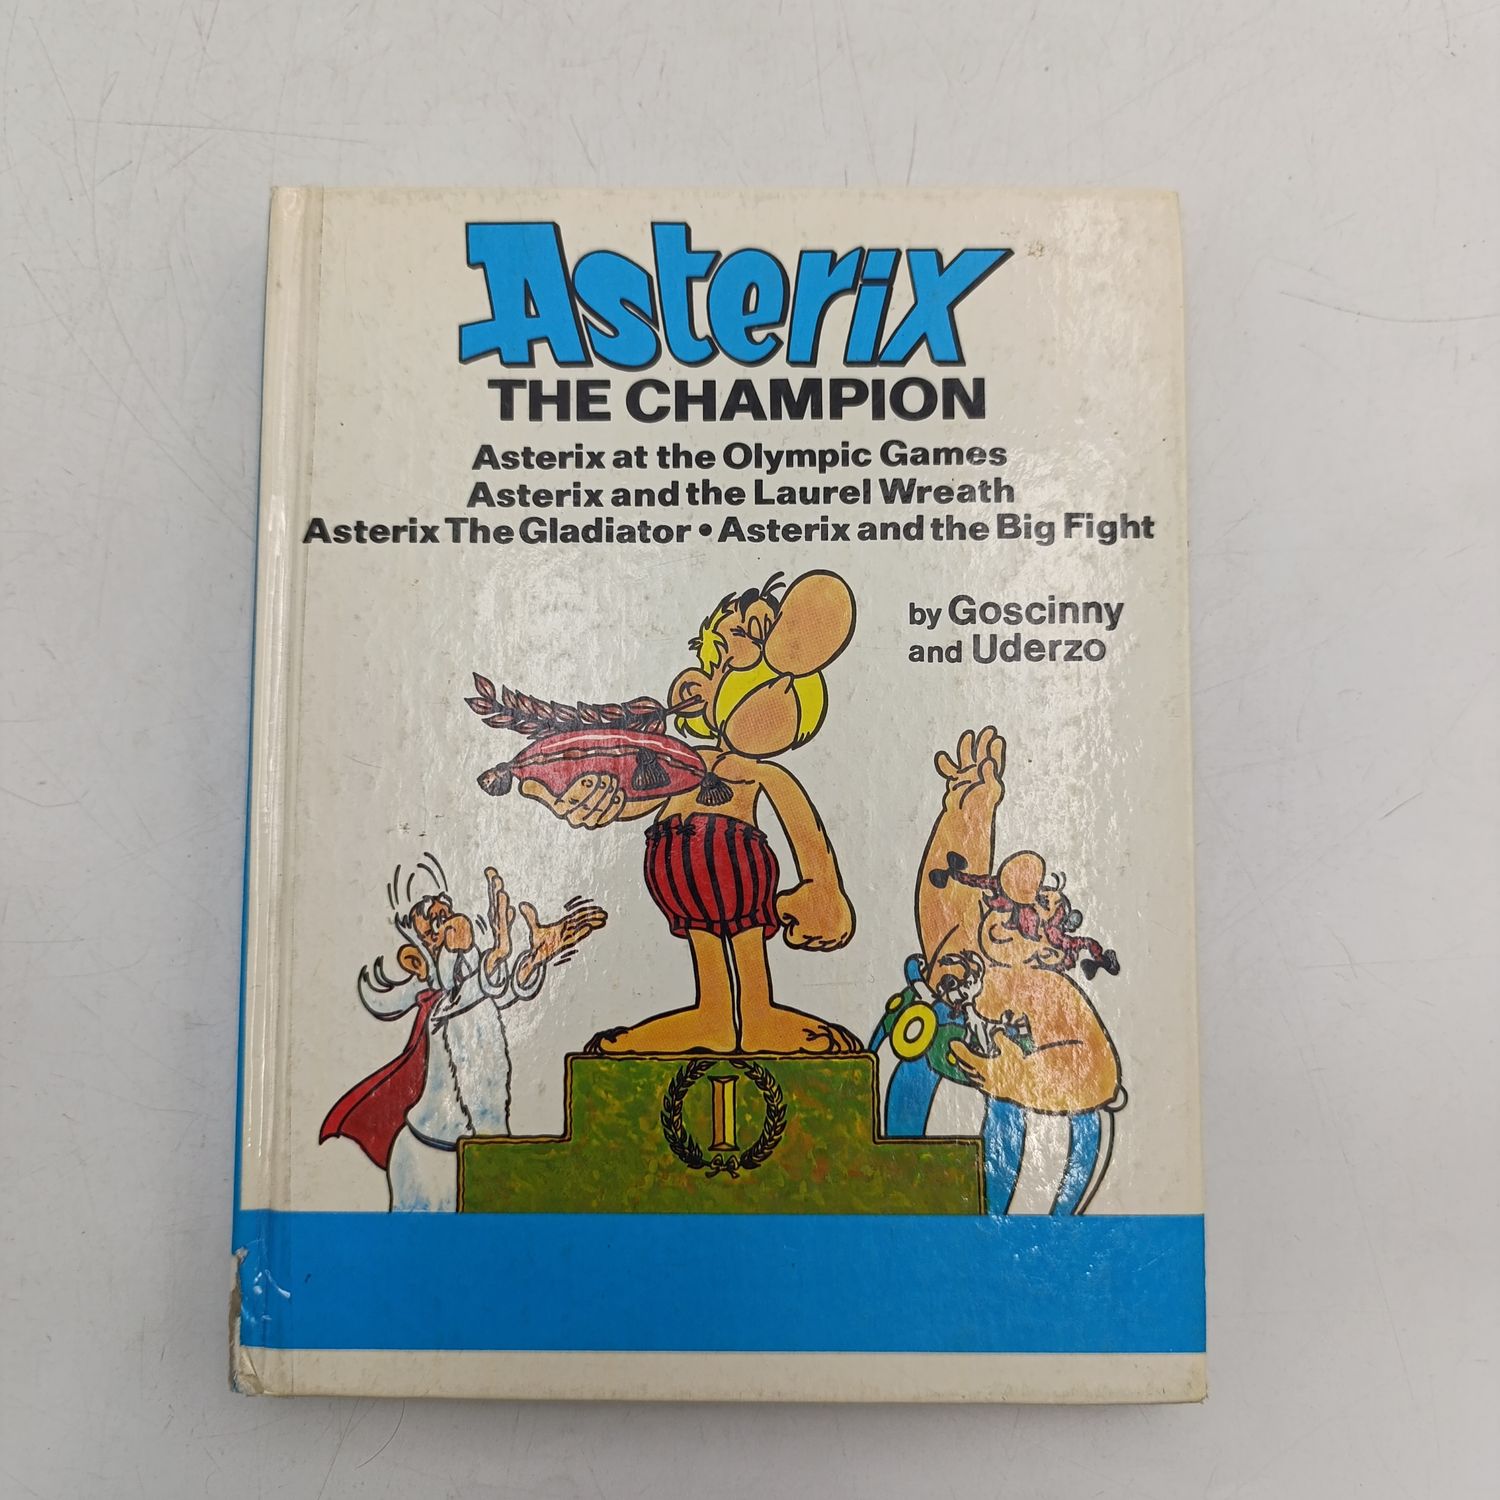 Asterix
THE CHAMPION
Asterix at the Olympic Games
Asterix and the Laurel Wreath
Asterix The Gladiator • Asterix and the Big Fight
by Goscinny
and Uderzo
I